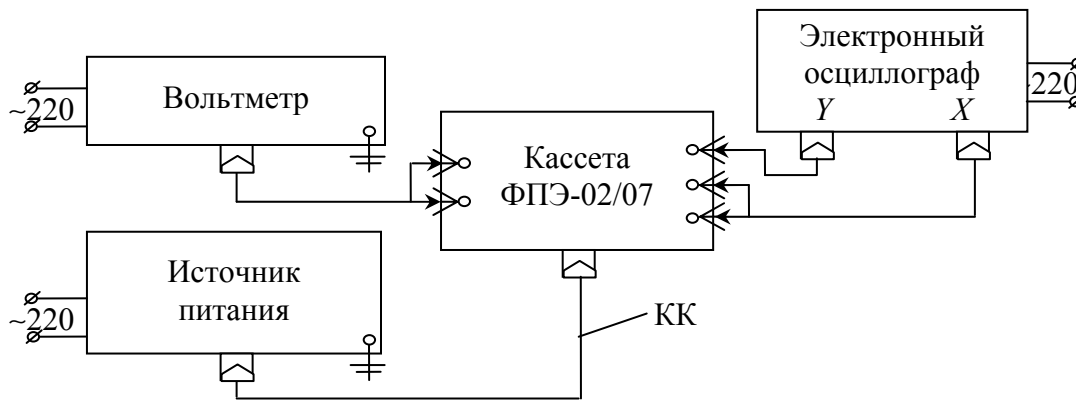 Вольтметр
~220
Источник
питания
~220
Кассета
ФПЭ-02/07
КК
Электронный
осциллограф
Y X
~220